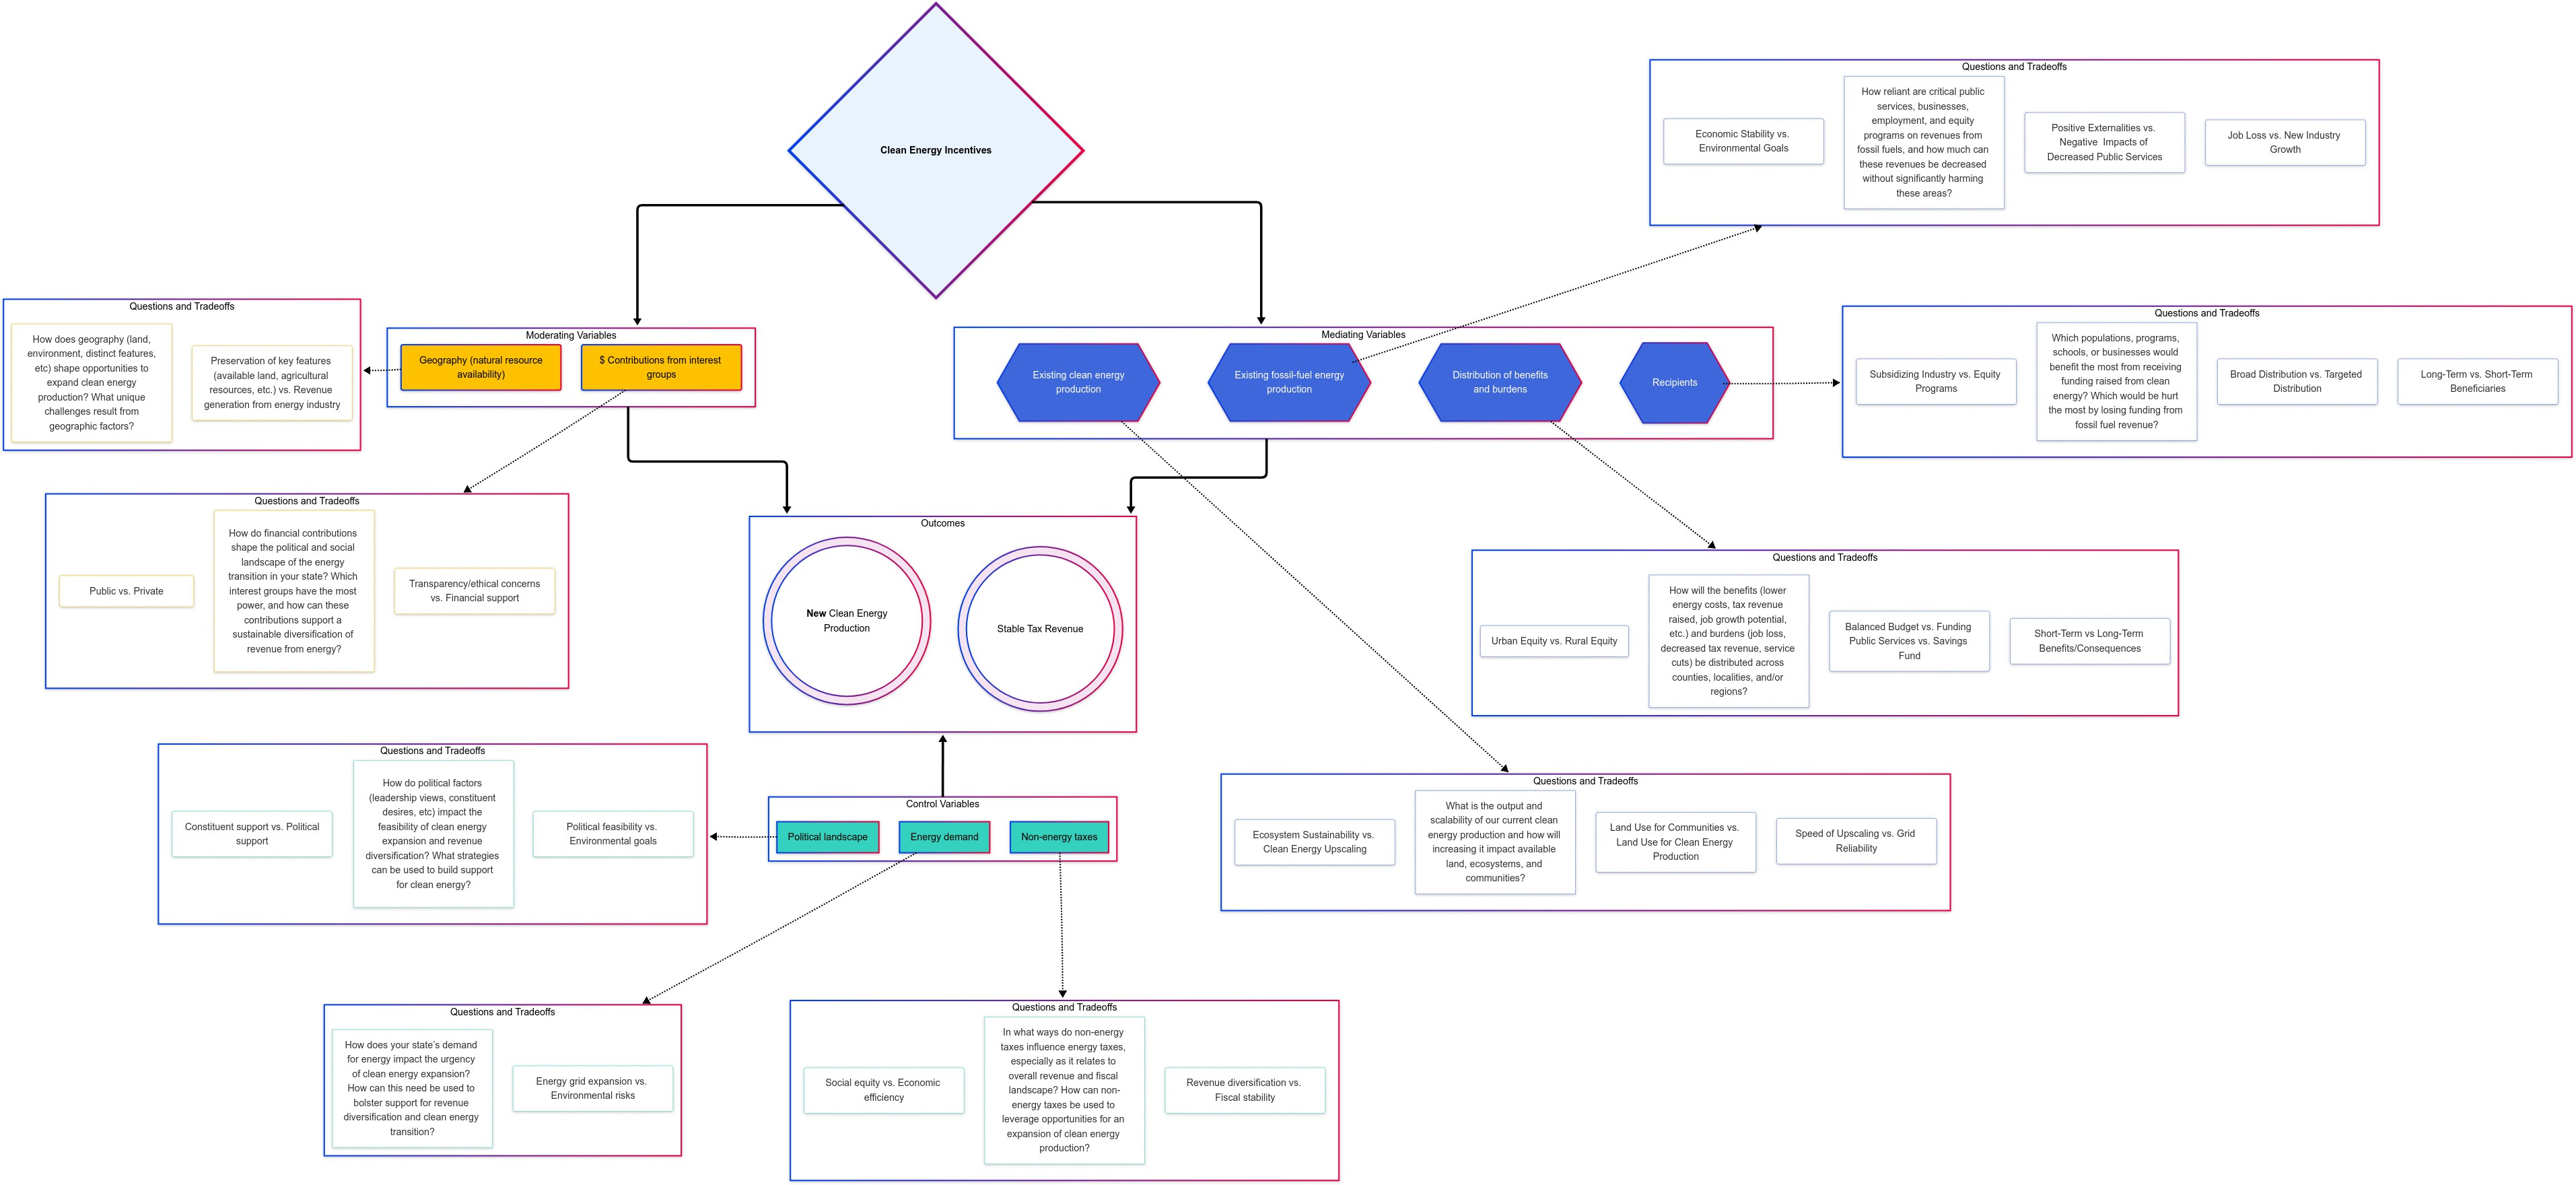 Clean Energy Incentives
Questions and Tradeoffs
Economic Stability vs.
Environmental Goals
How reliant are critical public
services, businesses,
employment, and equity
programs on revenues from
fossil fuels, and how much can
these revenues be decreased
without significantly harming
these areas?
Positive Externalities vs.
Negative Impacts of
Decreased Public Services
Job Loss vs. New Industry
Growth
Questions and Tradeoffs
How does geography (land,
environment, distinct features,
etc) shape opportunities to
expand clean energy
production? What unique
challenges result from
geographic factors?
Preservation of key features
(available land, agricultural
resources, etc.) vs. Revenue
generation from energy industry
Moderating Variables
Geography (natural resource
availability)
$ Contributions from interest
groups
Mediating Variables
Existing clean energy
production
Existing fossil-fuel energy
production
Distribution of benefits
and burdens
Recipients
Questions and Tradeoffs
Subsidizing Industry vs. Equity
Programs
Which populations, programs,
schools, or businesses would
benefit the most from receiving
funding raised from clean
energy? Which would be hurt
the most by losing funding from
fossil fuel revenue?
Broad Distribution vs. Targeted
Distribution
Long-Term vs. Short-Term
Beneficiaries
Questions and Tradeoffs
Public vs. Private
How do financial contributions
shape the political and social
landscape of the energy
transition in your state? Which
interest groups have the most
power, and how can these
contributions support a
sustainable diversification of
revenue from energy?
Transparency/ethical concerns
vs. Financial support
Outcomes
New Clean Energy
Production
Stable Tax Revenue
Questions and Tradeoffs
Urban Equity vs. Rural Equity
How will the benefits (lower
energy costs, tax revenue
raised, job growth potential,
etc.) and burdens (job loss,
decreased tax revenue, service
cuts) be distributed across
counties, localities, and/or
regions?
Balanced Budget vs. Funding
Public Services vs. Savings
Fund
Short-Term vs Long-Term
Benefits/Consequences
Questions and Tradeoffs
Constituent support vs. Political
support
How do political factors
(leadership views, constituent
desires, etc) impact the
feasibility of clean energy
expansion and revenue
diversification? What strategies
can be used to build support
for clean energy?
Political feasibility vs.
Environmental goals
Control Variables
Political landscape
Energy demand
Non-energy taxes
Questions and Tradeoffs
Ecosystem Sustainability vs.
Clean Energy Upscaling
What is the output and
scalability of our current clean
energy production and how will
increasing it impact available
land, ecosystems, and
communities?
Land Use for Communities vs.
Land Use for Clean Energy
Production
Speed of Upscaling vs. Grid
Reliability
Questions and Tradeoffs
How does your state's demand
for energy impact the urgency
of clean energy expansion?
How can this need be used to
bolster support for revenue
diversification and clean energy
transition?
Energy grid expansion vs.
Environmental risks
Questions and Tradeoffs
Social equity vs. Economic
efficiency
In what ways do non-energy
taxes influence energy taxes,
especially as it relates to
overall revenue and fiscal
landscape? How can non-
energy taxes be used to
leverage opportunities for an
expansion of clean energy
production?
Revenue diversification vs.
Fiscal stability